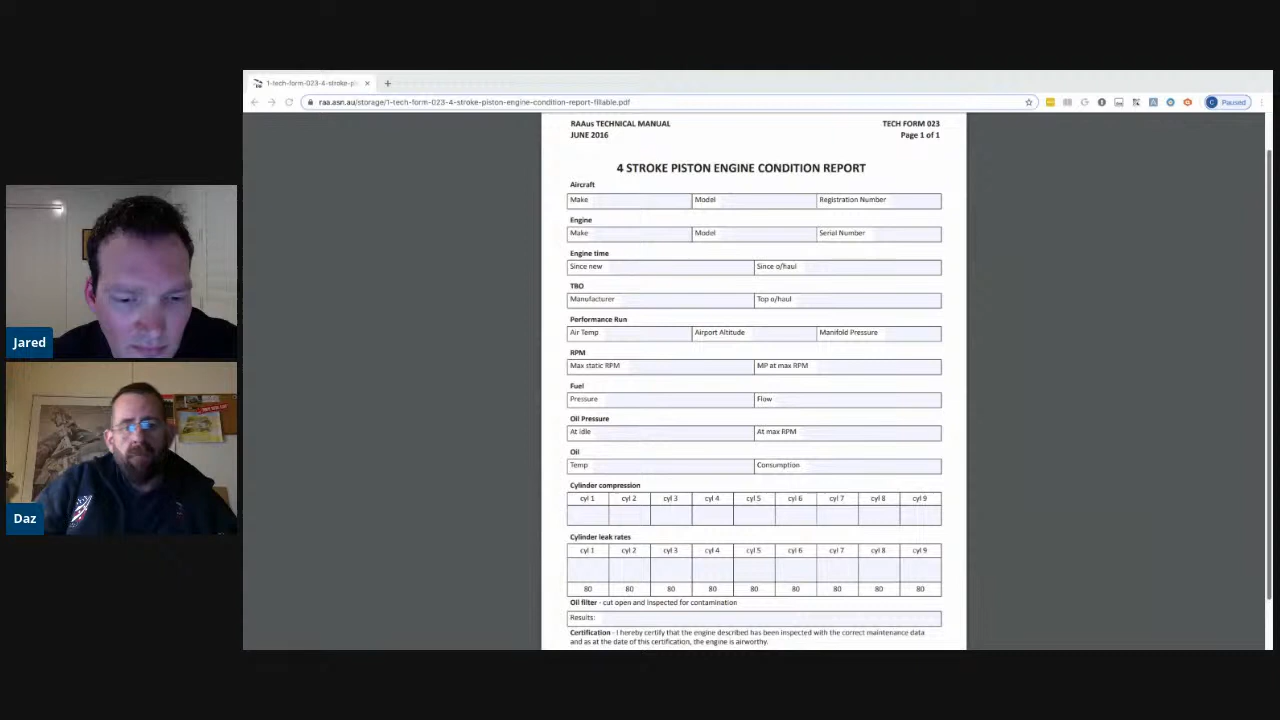 1-tech-form-023-4-stroke-p
raa.asn.au/storage/1-tech-form-023-4-stroke-piston-engine-condition-report-fillable.pdf
Paused
RAAus TECHNICAL MANUAL TECH FORM 023
JUNE 2016 Page 1 of 1
4 STROKE PISTON ENGINE CONDITION REPORT
Aircraft
Make Model Registration Number
Engine
Make Model Serial Number
Engine time
Since new Since o/haul
TBO
Manufacturer Top o/haul
Performance Run
Air Temp Airport Altitude Manifold Pressure
RPM
Max static RPM MP at max RPM
Fuel
Pressure Flow
Oil Pressure
At idle At max RPM
Oil
Temp Consumption
Cylinder compression
cyl 1 cyl 2 cyl 3 cyl 4 cyl 5 cyl 6 cyl 7 cyl 8 cyl 9
Cylinder leak rates
cyl 1 cyl 2 cyl 3 cyl 4 cyl 5 cyl 6 cyl 7 cyl 8 cyl 9
80 80 80 80 80 80 80 80 80
Oil filter - cut open and inspected for contamination
Results:
Certification - I hereby certify that the engine described has been inspected with the correct maintenance data
and as at the date of this certification, the engine is airworthy.
Jared
Daz